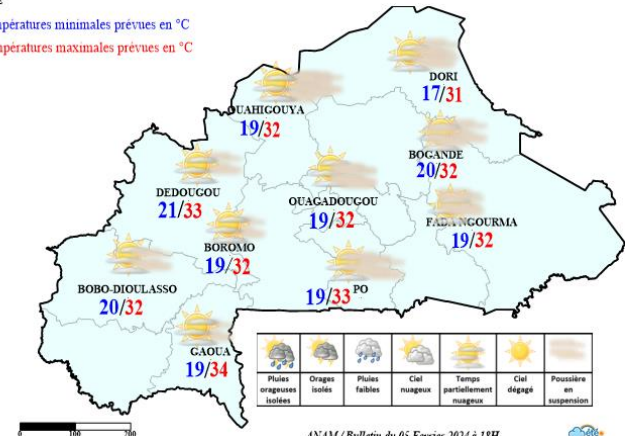 mpératures minimales prévues en °C
mpératures maximales prévues en °C
DORI
17/31
OUAHIGOUYA
19/32
BOGANDE
20/32
DEDOUGOU
21/33
OUAGADOUGOU
19/32
FADA NGOURMA
19/32
BOROMO
19/32
BOBO-DIOULASSO
20/32
19/33 PO
GAOUA
19/34
Pluies orageuses isolées
Orages isolés
Pluies faibles
Ciel nuageux
Temps partiellement nuageux
Ciel dégagé
Poussière en suspension
0 100 200
ANAM / Bulletin du 05 Fevrier 2024 à 18H